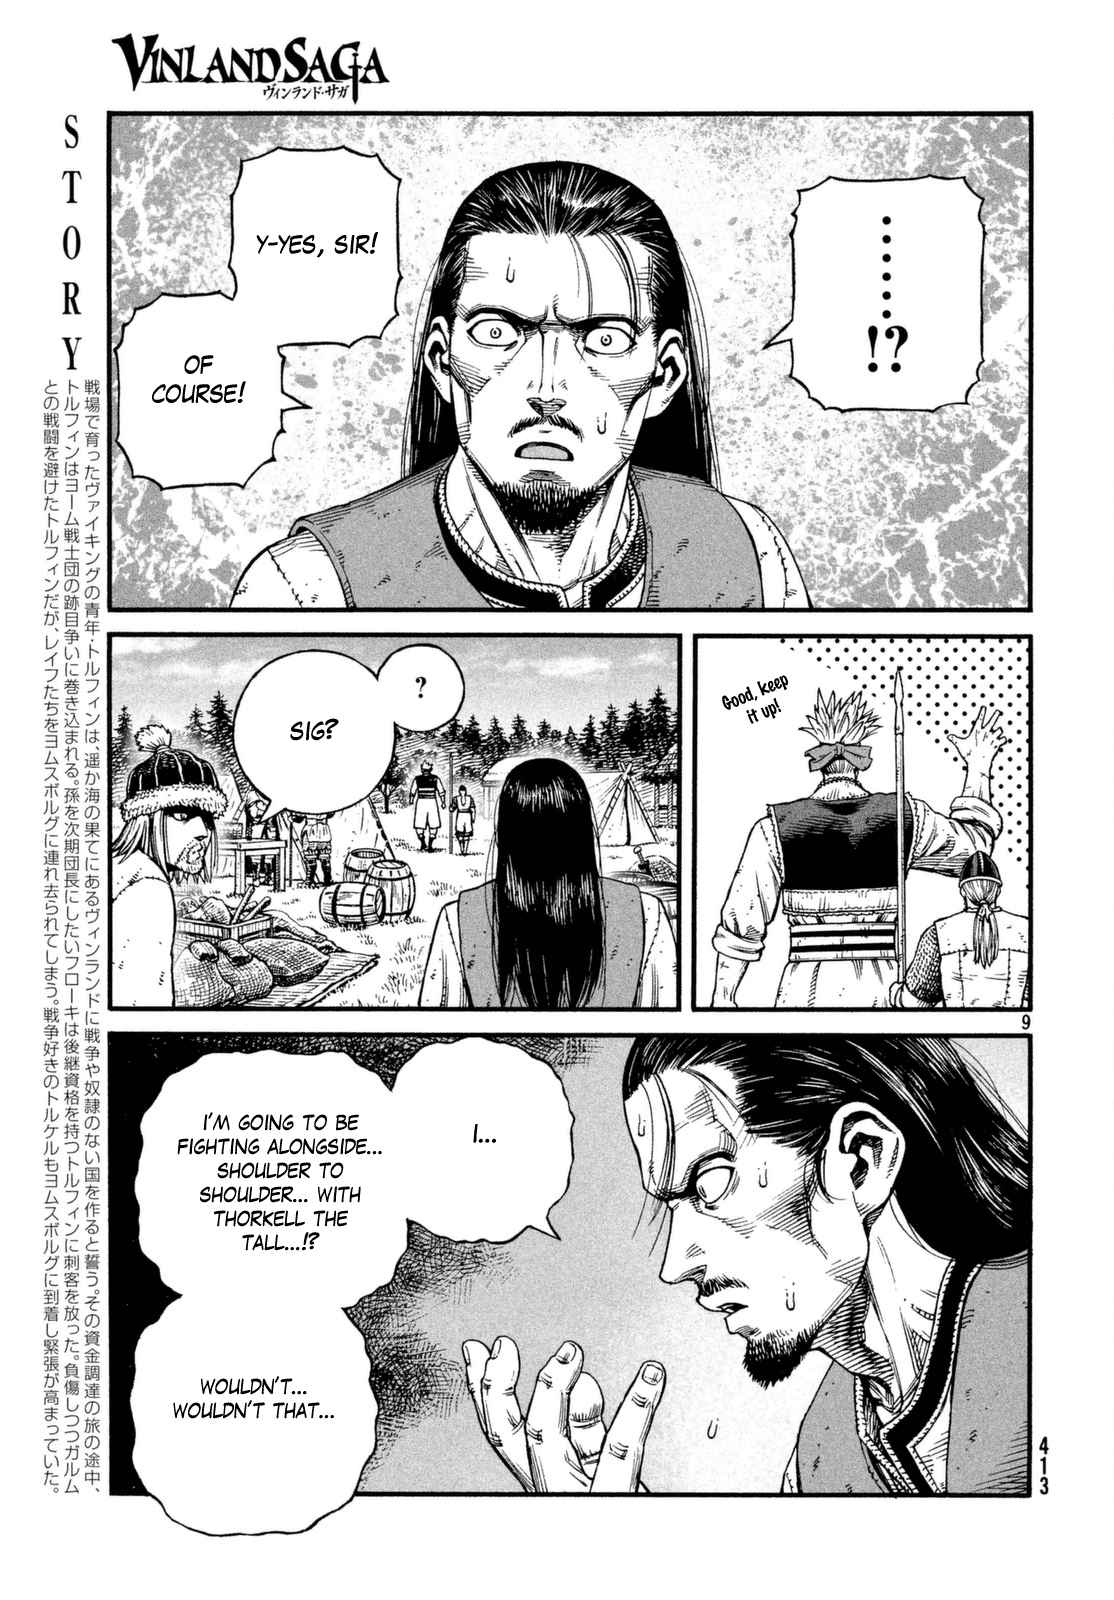 VINLAND SAGA
ヴィンランド・サガ
STORY
戦場で育ったヴァイキングの青年・トルフィンは、遥か海の果てにあるヴィンランドに戦争や奴隷のない国を作ると誓う。その資金調達の旅の途中、
トルフィンはヨーム戦士団の跡目争いに巻き込まれる。孫を次期団長にしたいフローキは後継資格を持つトルフィンに刺客を放った。負傷しつつガルム
との戦闘を避けたトルフィンだが、レイフたちをヨムスボルグに連れ去られてしまう。戦争好きのトルケルもヨムスボルグに到着し緊張が高まっていた。
........!?
Y-YES, SIR!
OF
COURSE!
Good, keep
it up!
?
SIG?
9
I...
I'M GOING TO BE
FIGHTING ALONGSIDE...
SHOULDER TO
SHOULDER... WITH
THORKELL THE
TALL...!?
WOULDN'T...
WOULDN'T THAT...
413